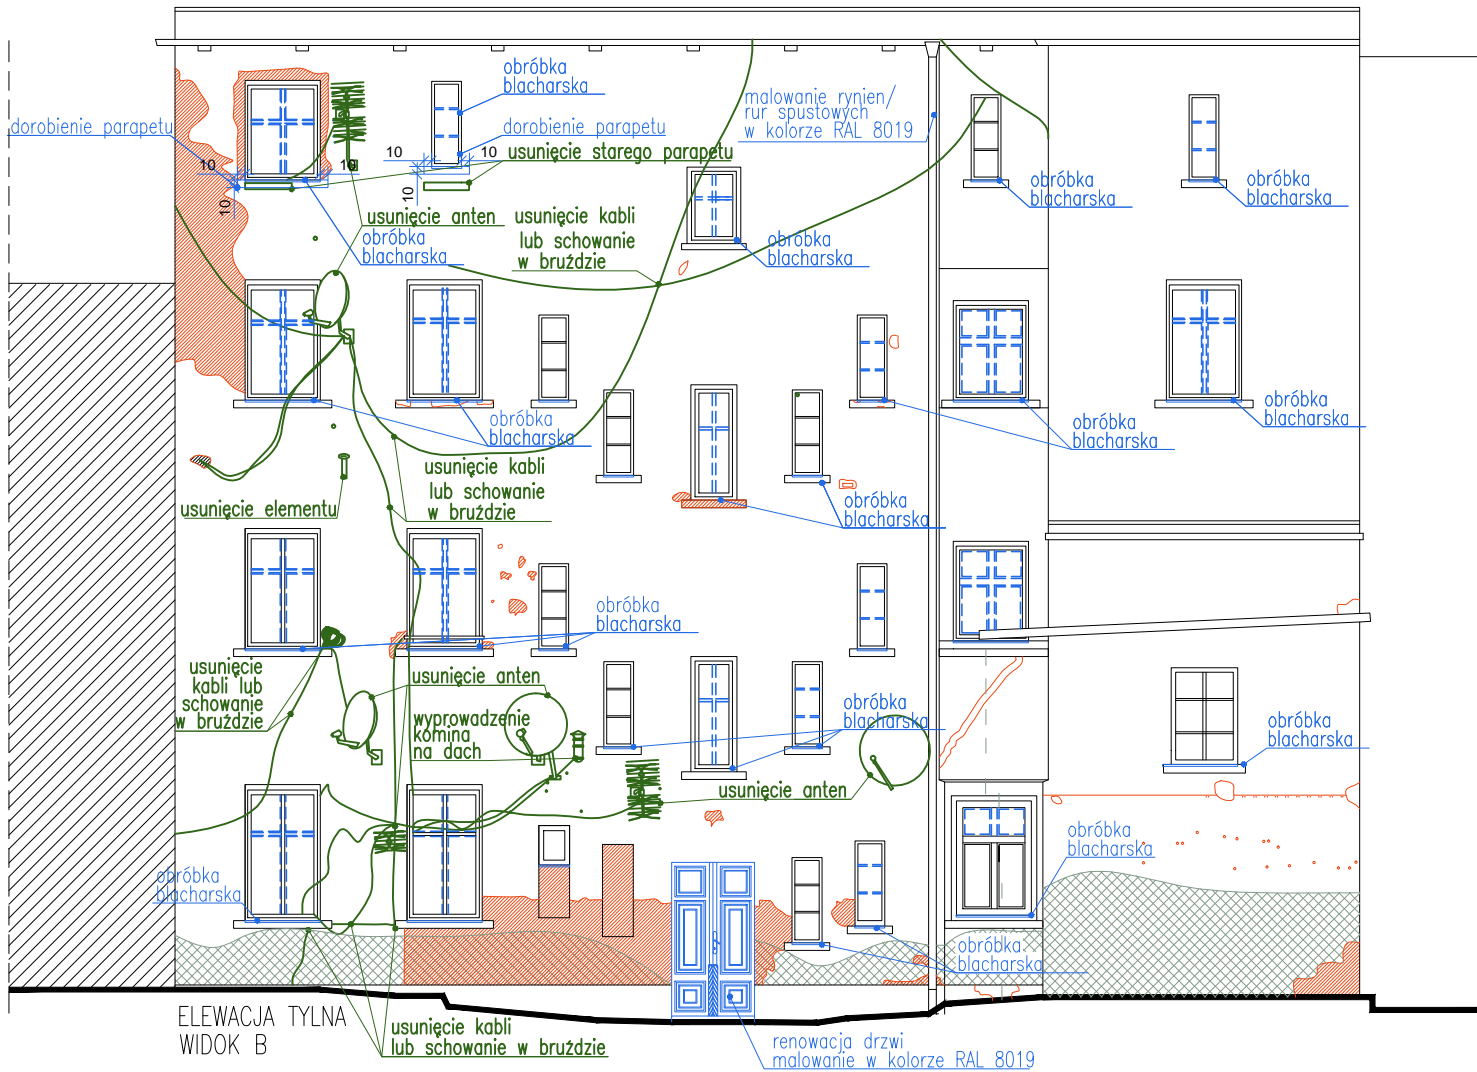 obróbka
blacharska
malowanie rynien/
rur spustowych
w kolorze RAL 8019
dorobienie parapetu
dorobienie parapetu
usunięcie starego parapetu
10
10
10
10
10
10
obróbka
blacharska
obróbka
blacharska
usunięcie anten
obróbka
blacharska
usunięcie kabli
lub schowanie
w bruździe
obróbka
blacharska
obróbka
blacharska
obróbka
blacharska
obróbka
blacharska
usunięcie kabli
lub schowanie
w bruździe
usunięcie elementu
obróbka
blacharska
obróbka
blacharska
usunięcie
kabli lub
schowanie
w bruździe
usunięcie anten
wyprowadzenie
komina
na dach
obróbka
blacharska
obróbka
blacharska
usunięcie anten
obróbka
blacharska
obróbka
blacharska
obróbka
blacharska
ELEWACJA TYLNA
WIDOK B
usunięcie kabli
lub schowanie w bruździe
renowacja drzwi
malowanie w kolorze RAL 8019